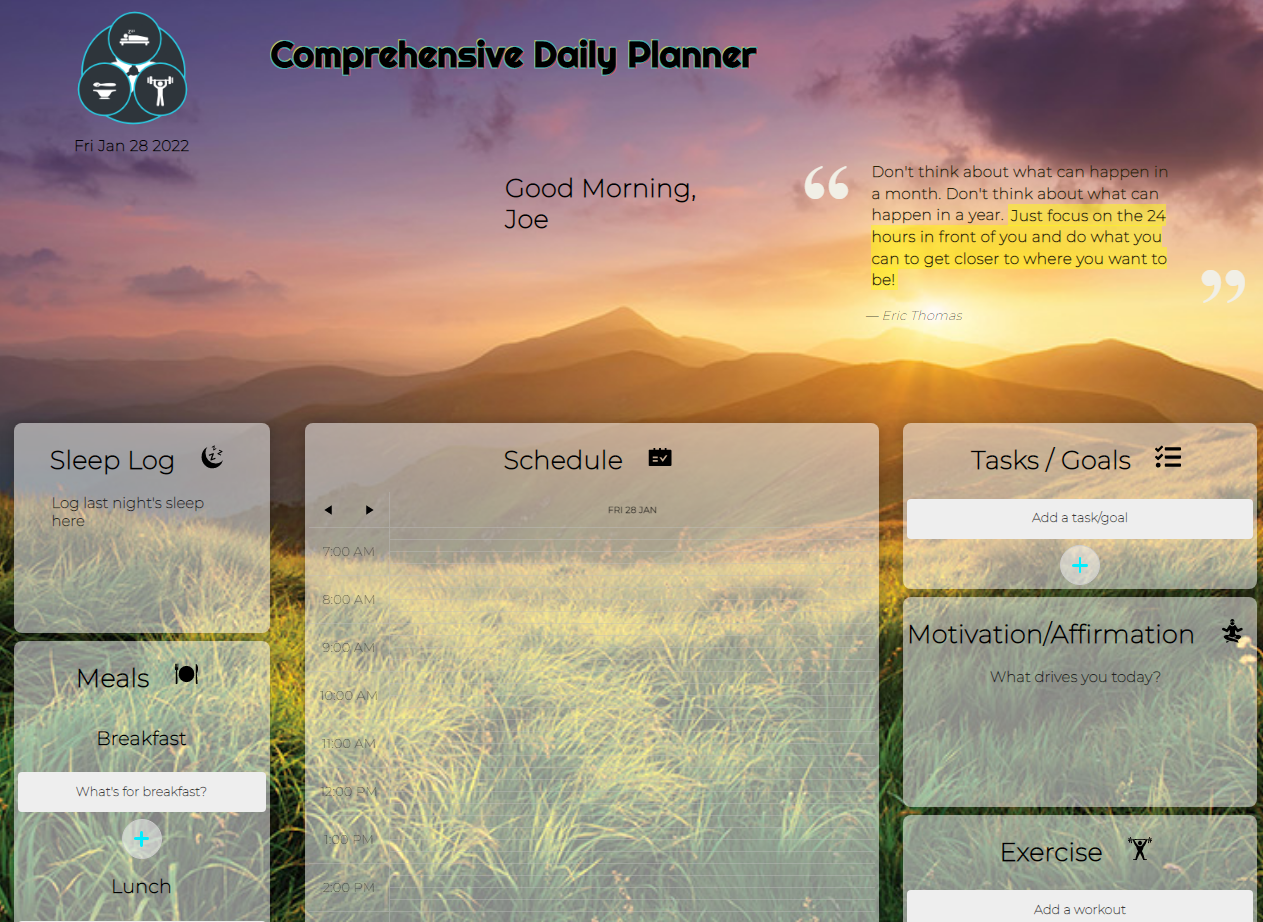 Comprehensive Daily Planner
Fri Jan 28 2022
Good Morning,
Joe
“
Don't think about what can happen in
a month. Don't think about what can
happen in a year. Just focus on the 24
hours in front of you and do what you
can to get closer to where you want to
be!
”
— Eric Thomas
Sleep Log
Log last night's sleep
here
Meals
Breakfast
What's for breakfast?
+
Lunch
Schedule
FRI 28 JAN
7:00 AM
8:00 AM
9:00 AM
10:00 AM
11:00 AM
12:00 PM
1:00 PM
2:00 PM
Tasks / Goals
Add a task/goal
+
Motivation/Affirmation
What drives you today?
Exercise
Add a workout